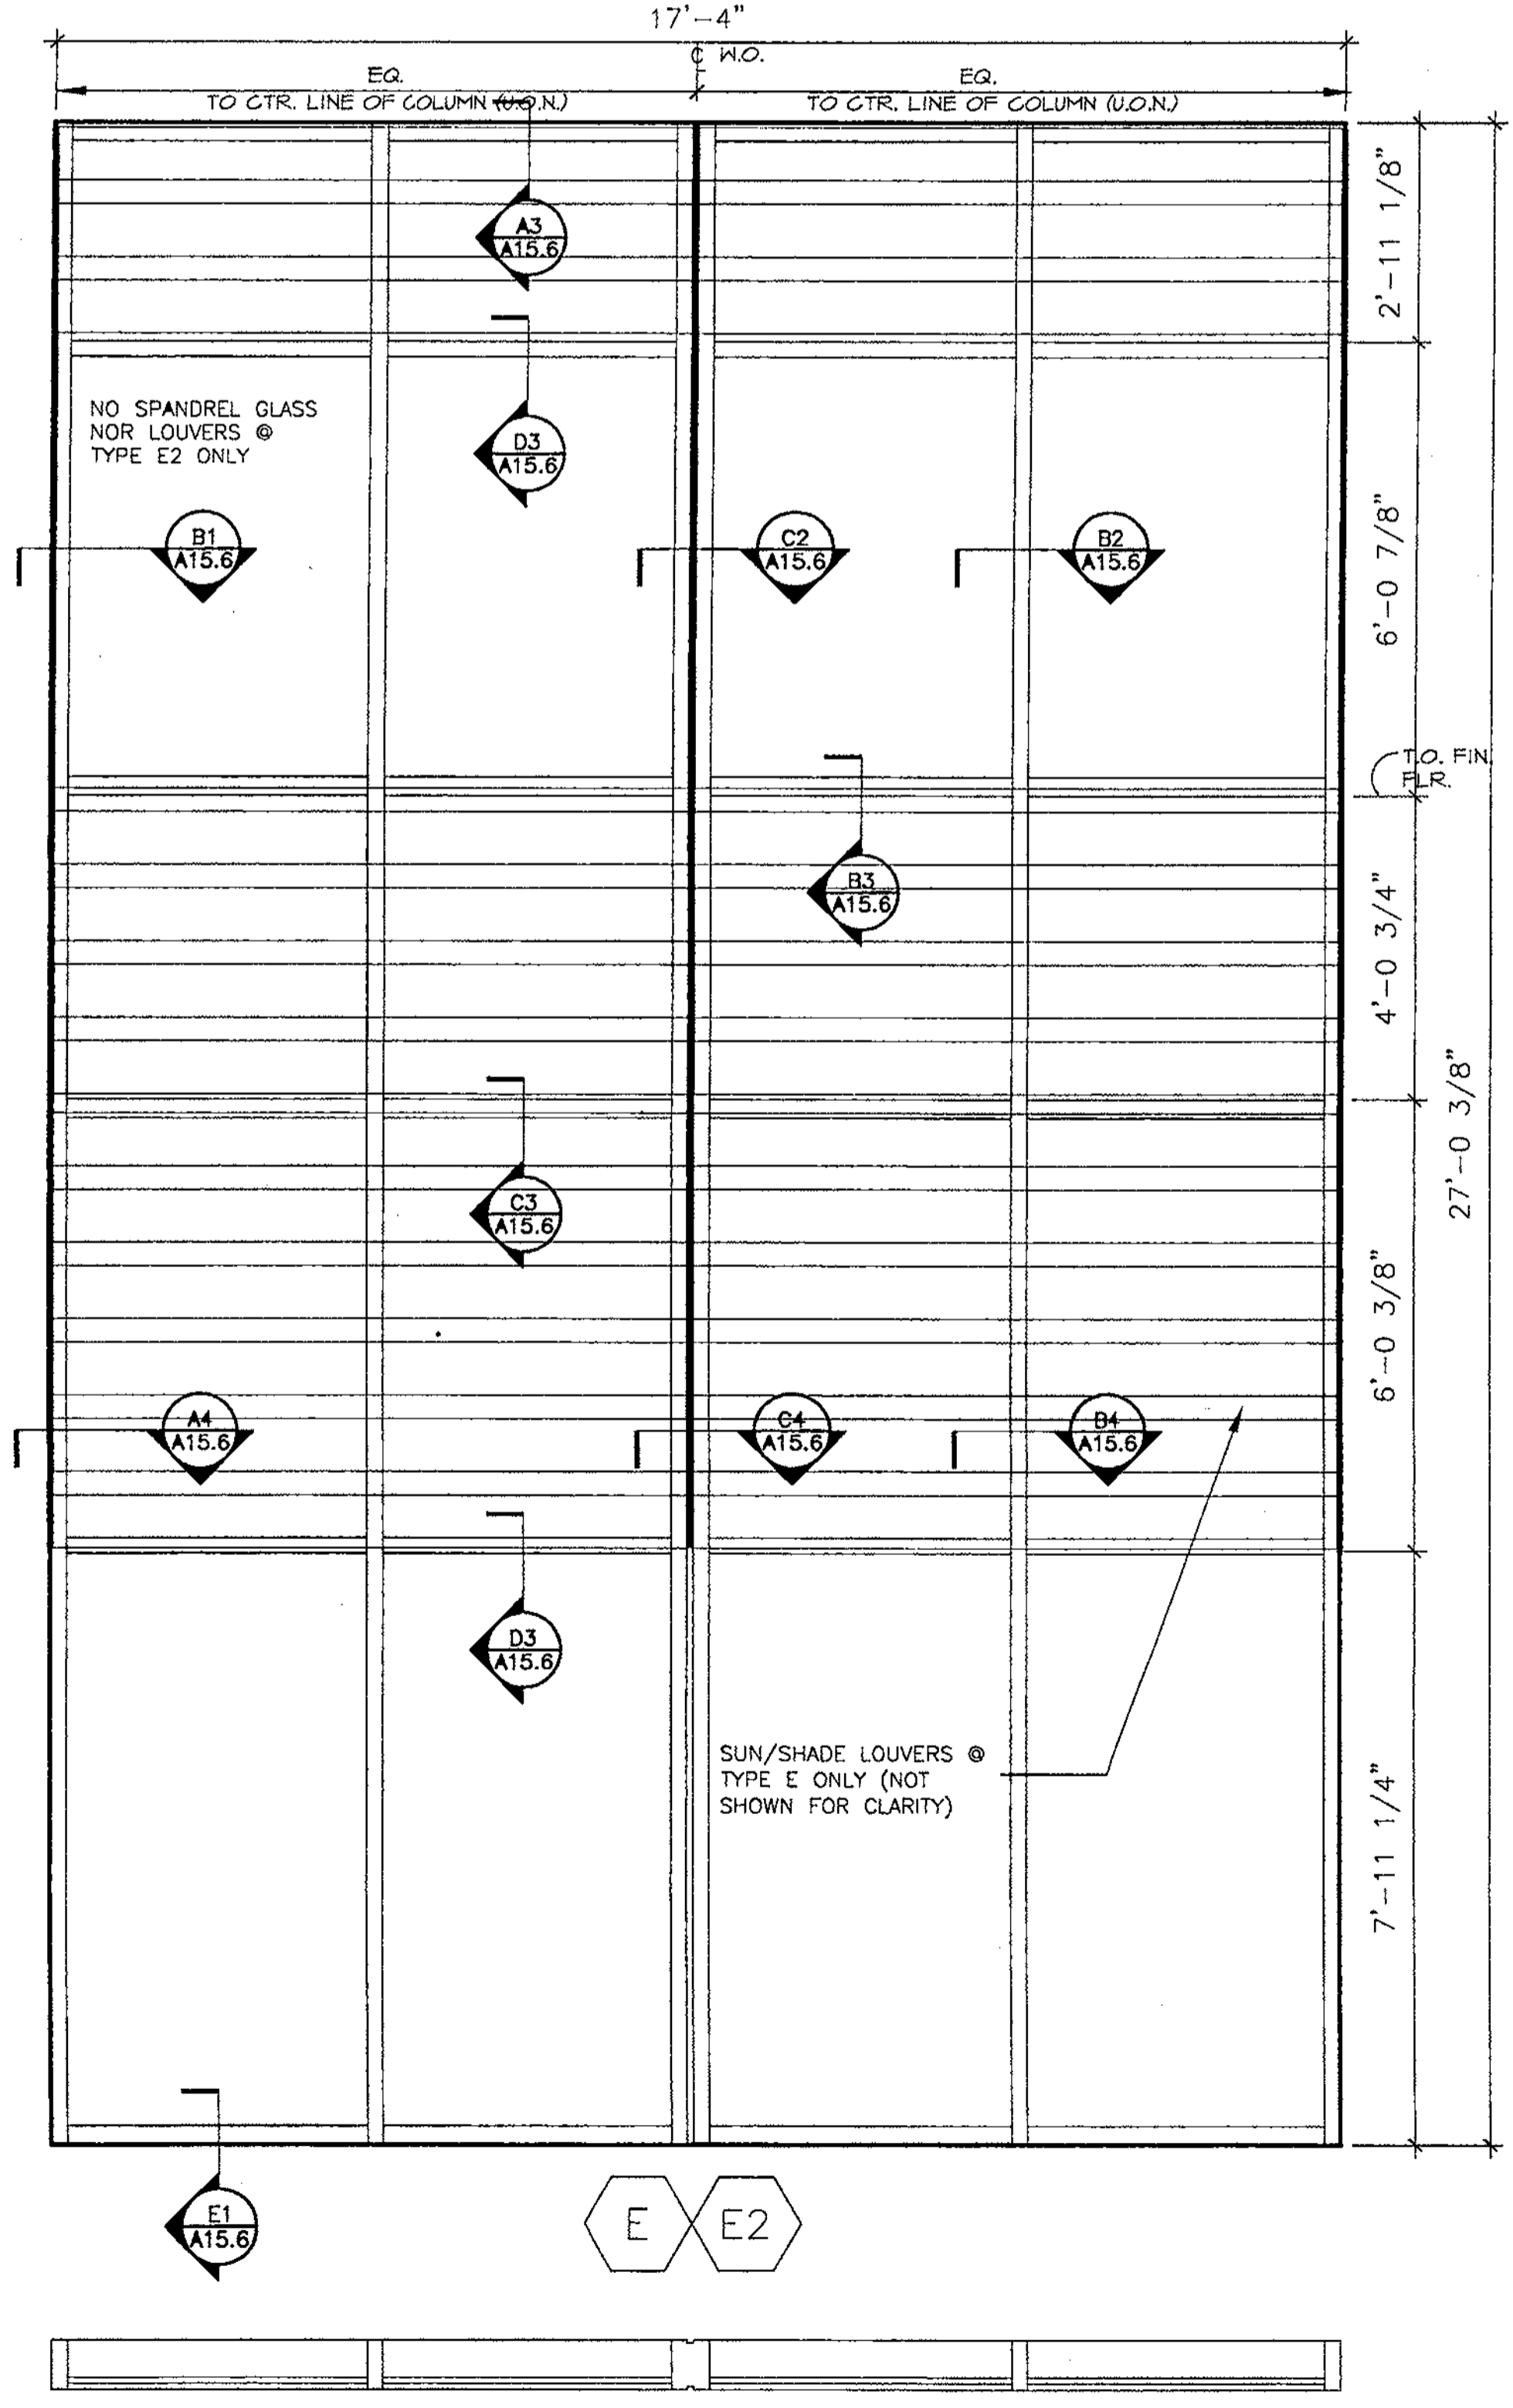 17'-4"
℄ W.O.
EQ.
EQ.
TO CTR. LINE OF COLUMN (U.O.N.)
TO CTR. LINE OF COLUMN (U.O.N.)
2'-11 1/8"
A3
A15.6
NO SPANDREL GLASS
NOR LOUVERS @
TYPE E2 ONLY
D3
A15.6
B1
A15.6
C2
A15.6
B2
A15.6
6'-0 7/8"
T.O. FIN.
FLR.
B3
A15.6
4'-0 3/4"
27'-0 3/8"
C3
A15.6
6'-0 3/8"
A4
A15.6
C4
A15.6
B4
A15.6
D3
A15.6
SUN/SHADE LOUVERS @
TYPE E ONLY (NOT
SHOWN FOR CLARITY)
7'-11 1/4"
E1
A15.6
E
E2